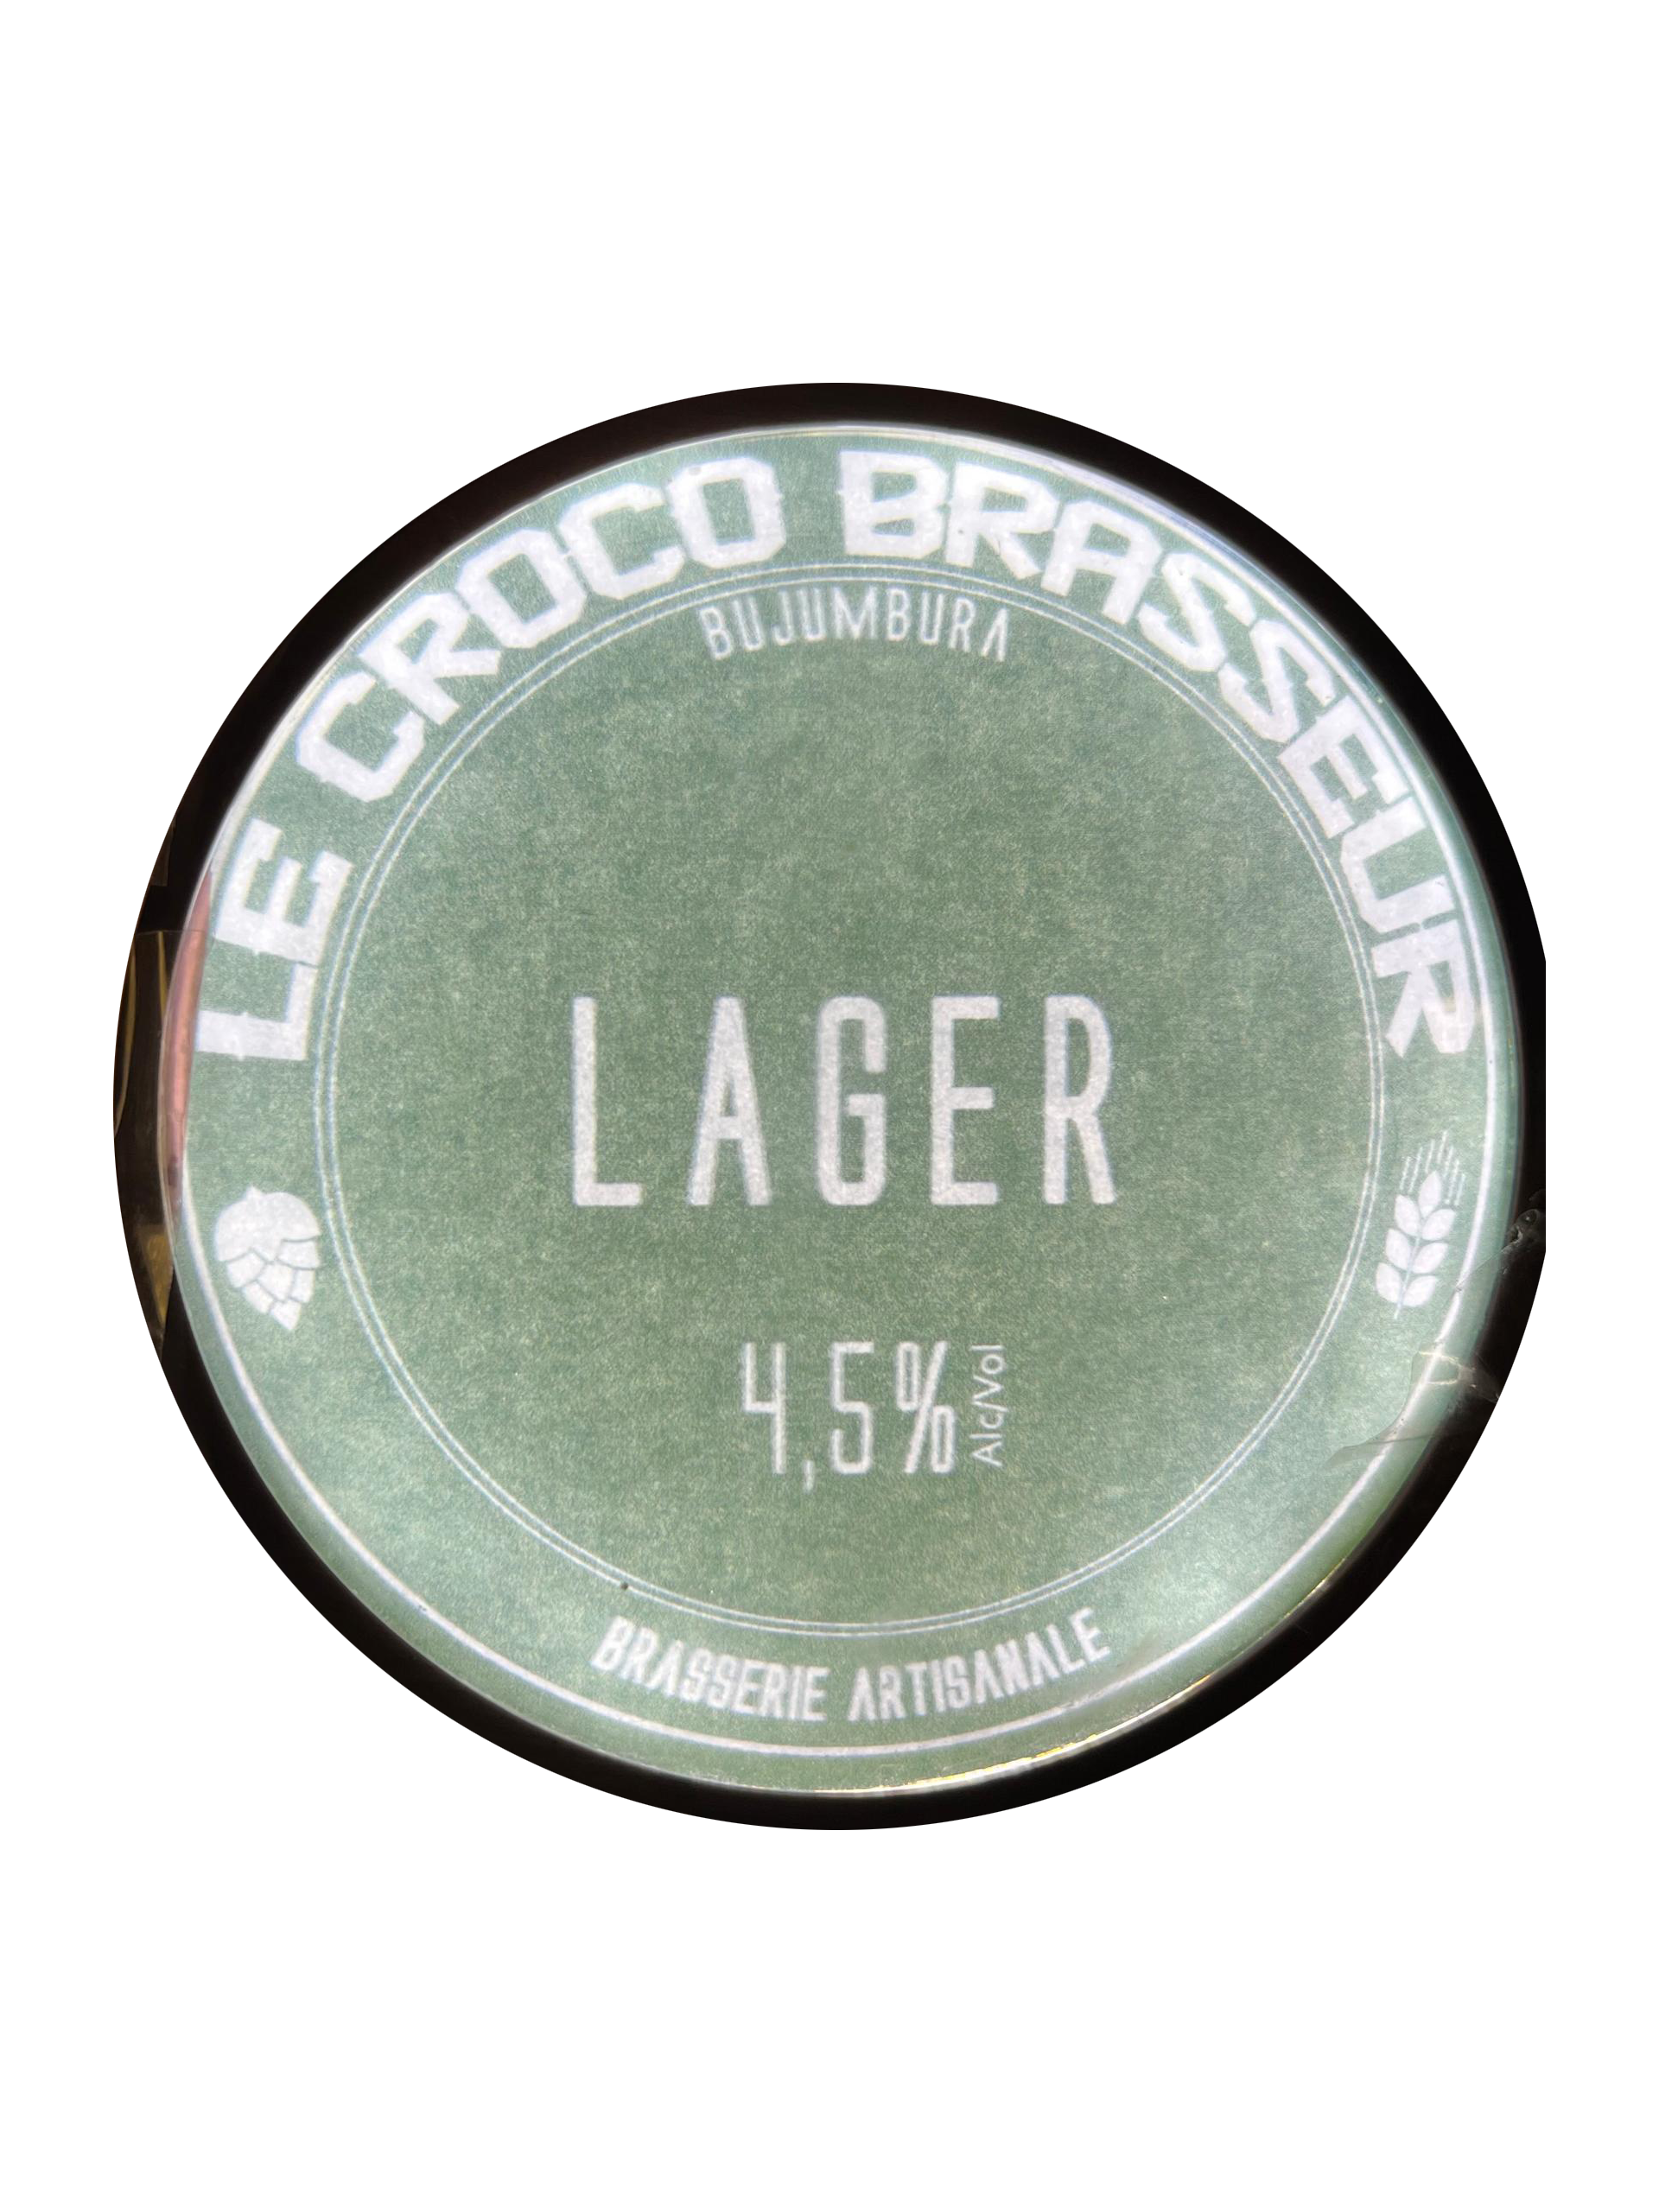 LE CROCO BRASSEUR
BUJUMBURA
LAGER
4,5% Alc/Vol
BRASSERIE ARTISANALE